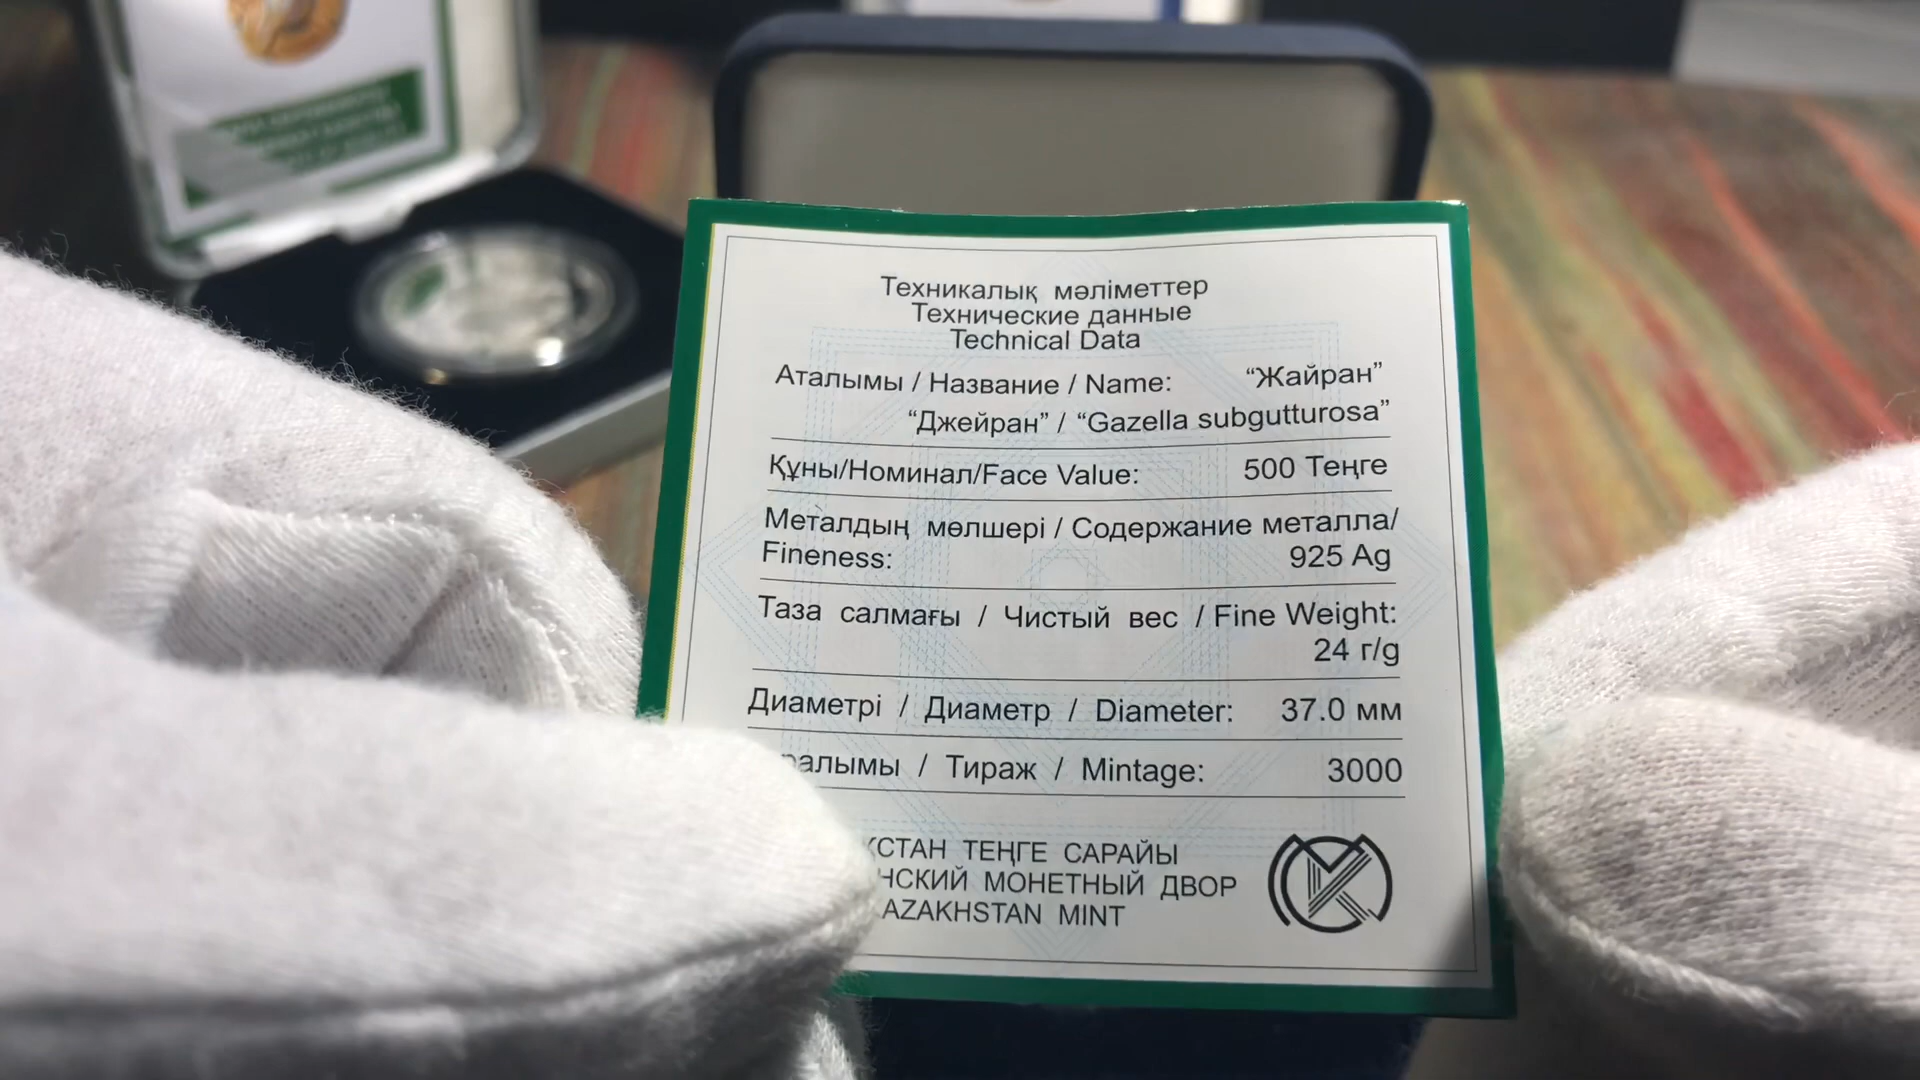 Техникалық мәліметтер
Технические данные
Technical Data
Аталымы / Название / Name: “Жайран”
“Джейран” / “Gazella subgutturosa”
Құны/Номинал/Face Value: 500 Теңге
Металдың мөлшері / Содержание металла/
Fineness: 925 Ag
Таза салмағы / Чистый вес / Fine Weight:
24 г/g
Диаметрі / Диаметр / Diameter: 37.0 мм
/ Тираж / Mintage: 3000
ТЕҢГЕ САРАЙЫ
МОНЕТНЫЙ ДВОР
MINT